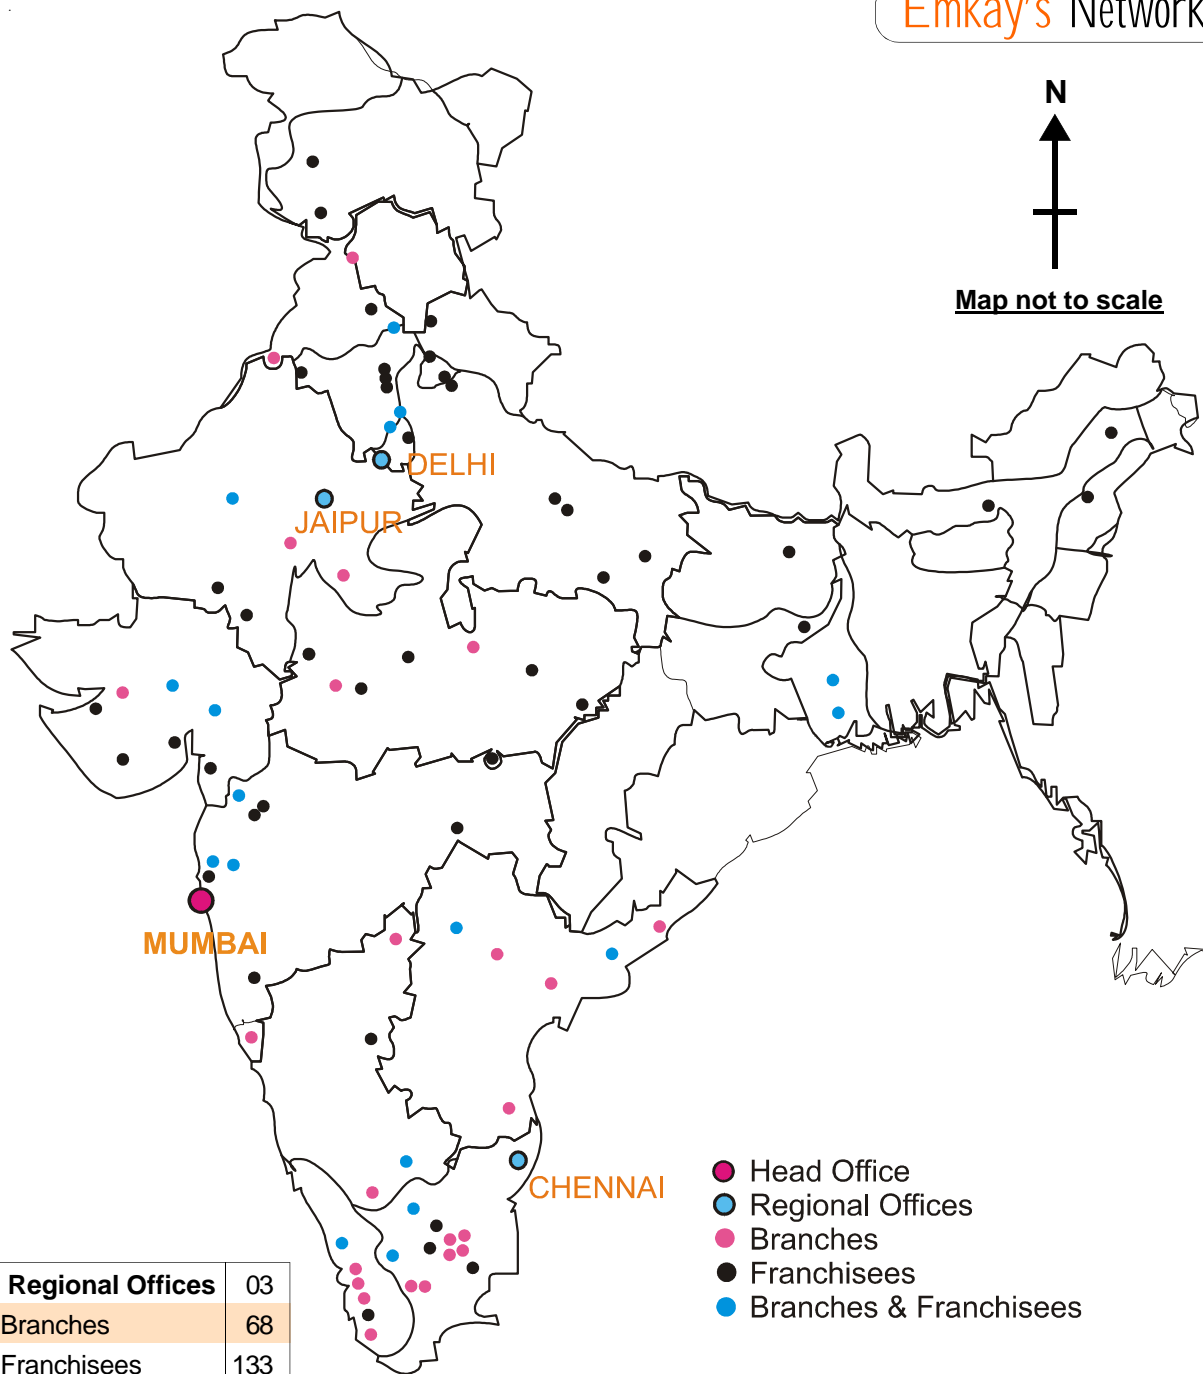 Emkay's Network
N
Map not to scale
DELHI
JAIPUR
MUMBAI
CHENNAI
Head Office
Regional Offices
Branches
Franchisees
Branches & Franchisees
Regional Offices 03
Branches 68
Franchisees 133